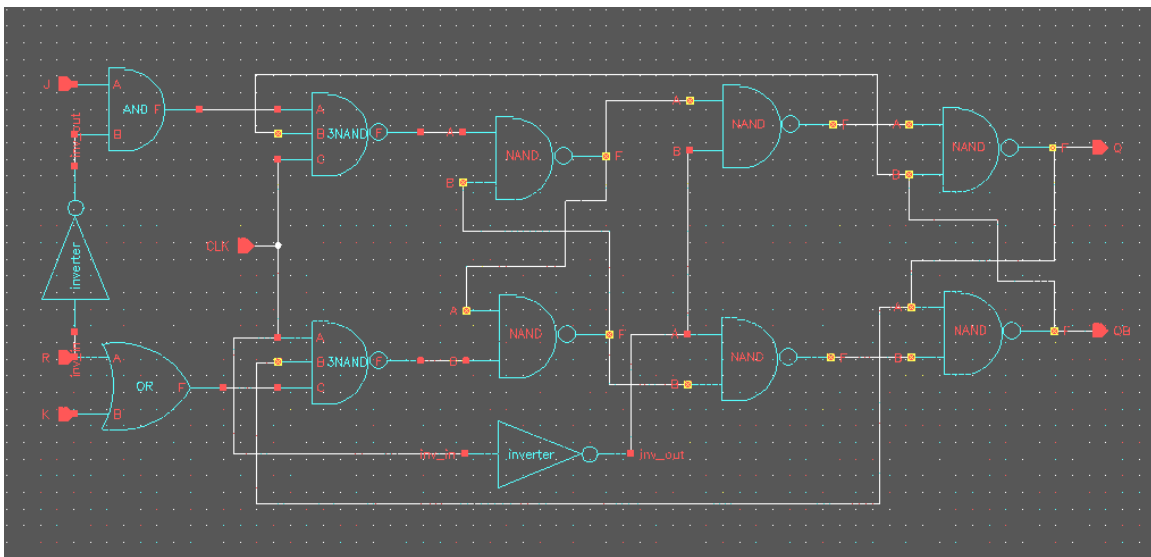 J
A
AND
F
B
inv_out
A
B
3NAND
F
C
A
NAND
F
B
A
B
NAND
F
A
B
NAND
F
Q
CLK
inverter
inv_in
R
A
OR
F
K
B
A
B
3NAND
F
C
A
B
NAND
F
A
B
NAND
F
A
B
NAND
F
QB
inv_in
inverter
inv_out